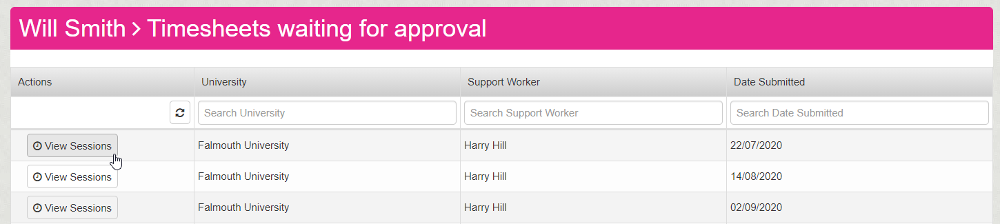 Will Smith > Timesheets waiting for approval
Actions University Support Worker Date Submitted
Search University Search Support Worker Search Date Submitted
View Sessions Falmouth University Harry Hill 22/07/2020
View Sessions Falmouth University Harry Hill 14/08/2020
View Sessions Falmouth University Harry Hill 02/09/2020